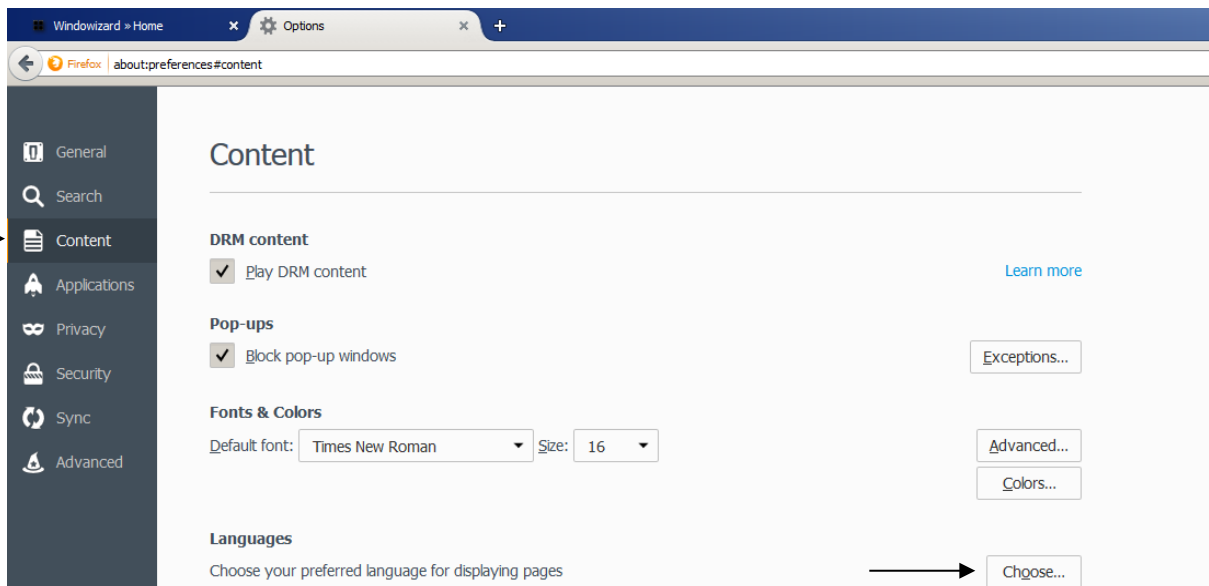 Windowizard » Home
Options
Firefox about:preferences#content
General
Search
Content
Applications
Privacy
Security
Sync
Advanced
Content
DRM content
Play DRM content Learn more
Pop-ups
Block pop-up windows Exceptions...
Fonts & Colors
Default font: Times New Roman Size: 16 Advanced...
Colors...
Languages
Choose your preferred language for displaying pages Choose...